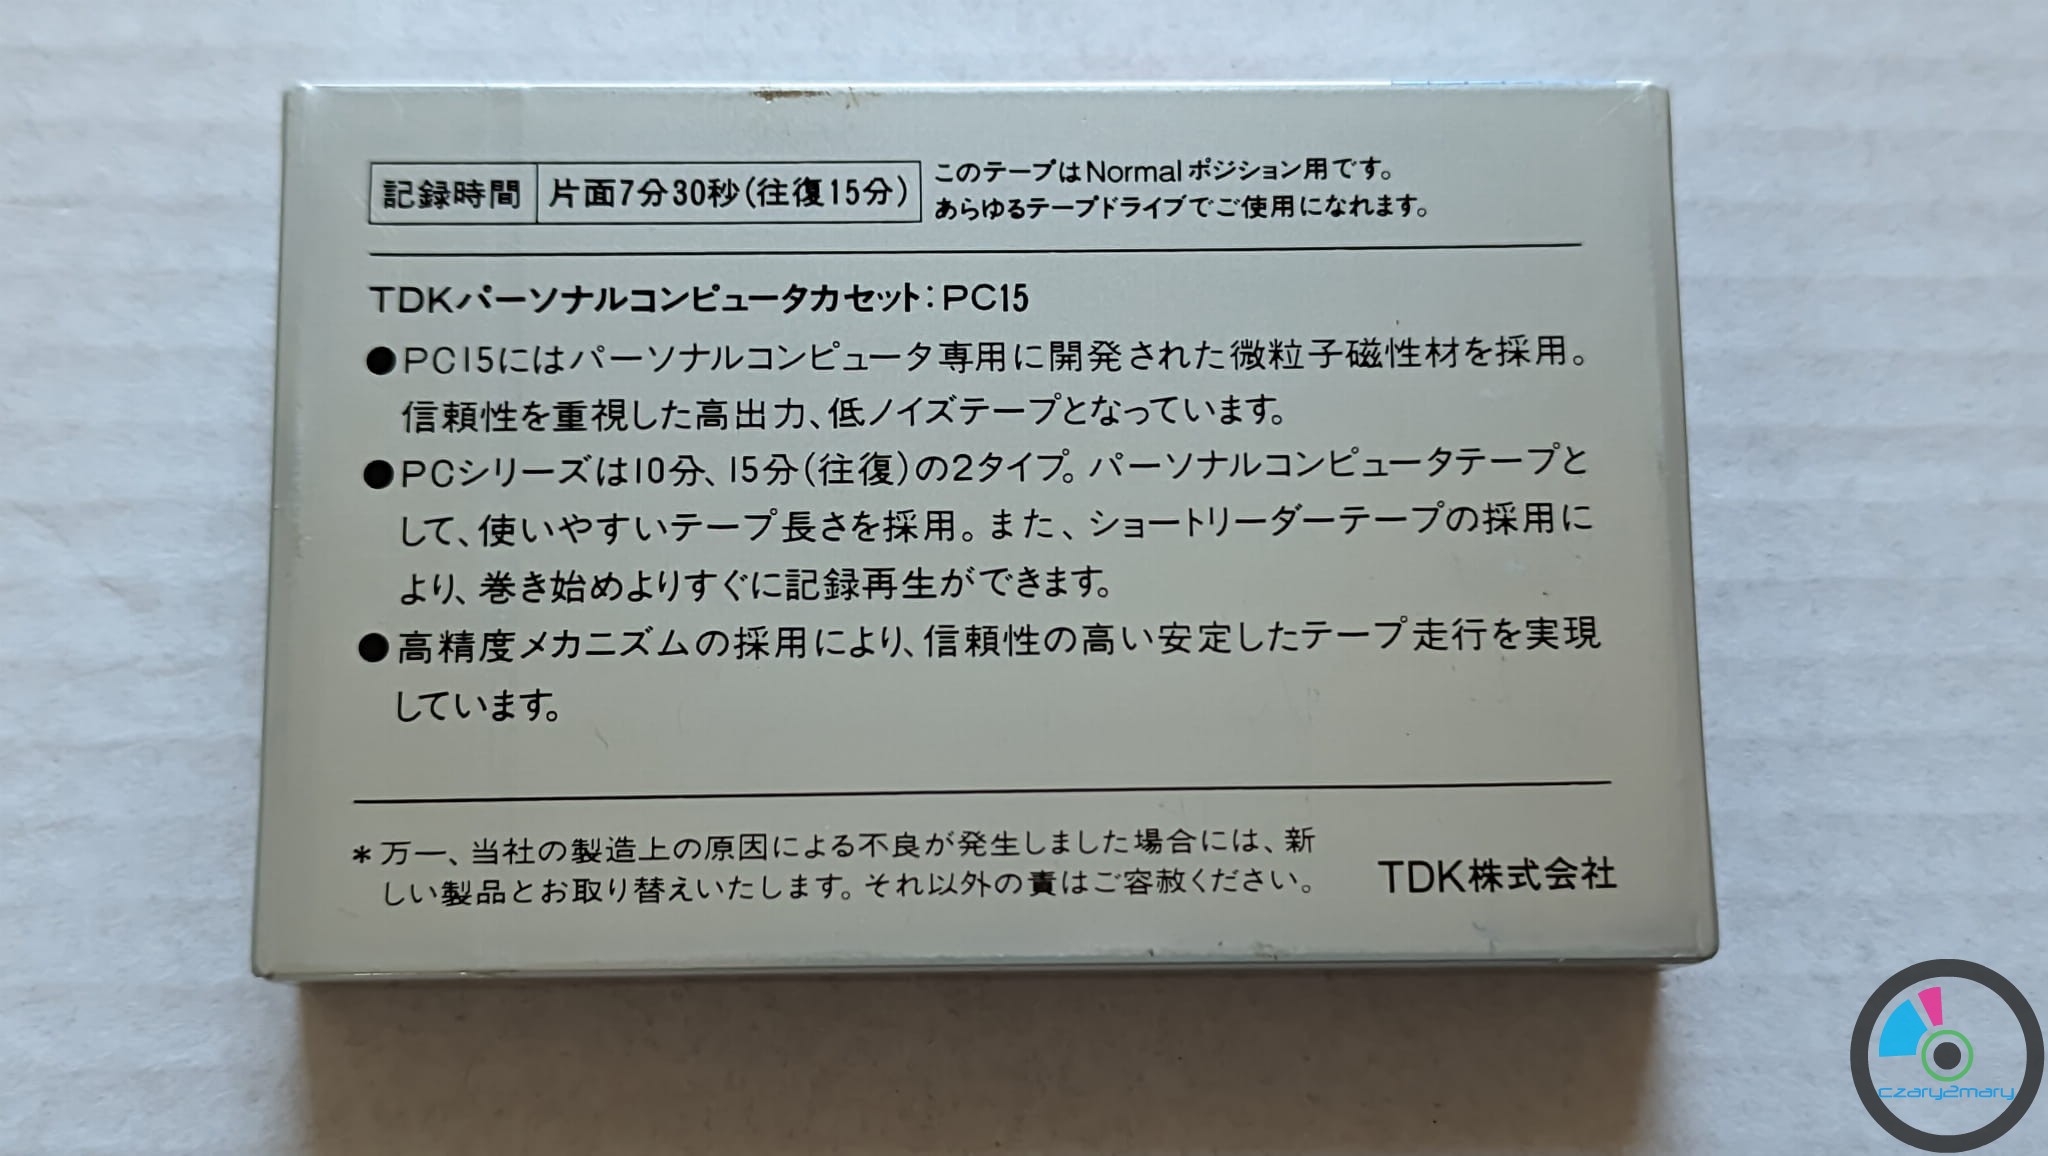 記録時間 片面7分30秒(往復15分)
このテープはNormalポジション用です。
あらゆるテープドライブでご使用になれます。
TDKパーソナルコンピュータカセット:PC15
●PC15にはパーソナルコンピュータ専用に開発された微粒子磁性材を採用。
信頼性を重視した高出力、低ノイズテープとなっています。
●PCシリーズは10分、15分(往復)の2タイプ。パーソナルコンピュータテープと
して、使いやすいテープ長さを採用。また、ショートリーダーテープの採用に
より、巻き始めよりすぐに記録再生ができます。
●高精度メカニズムの採用により、信頼性の高い安定したテープ走行を実現
しています。
*万一、当社の製造上の原因による不良が発生しました場合には、新
しい製品とお取り替えいたします。それ以外の責はご容赦ください。
TDK株式会社
czary2mary